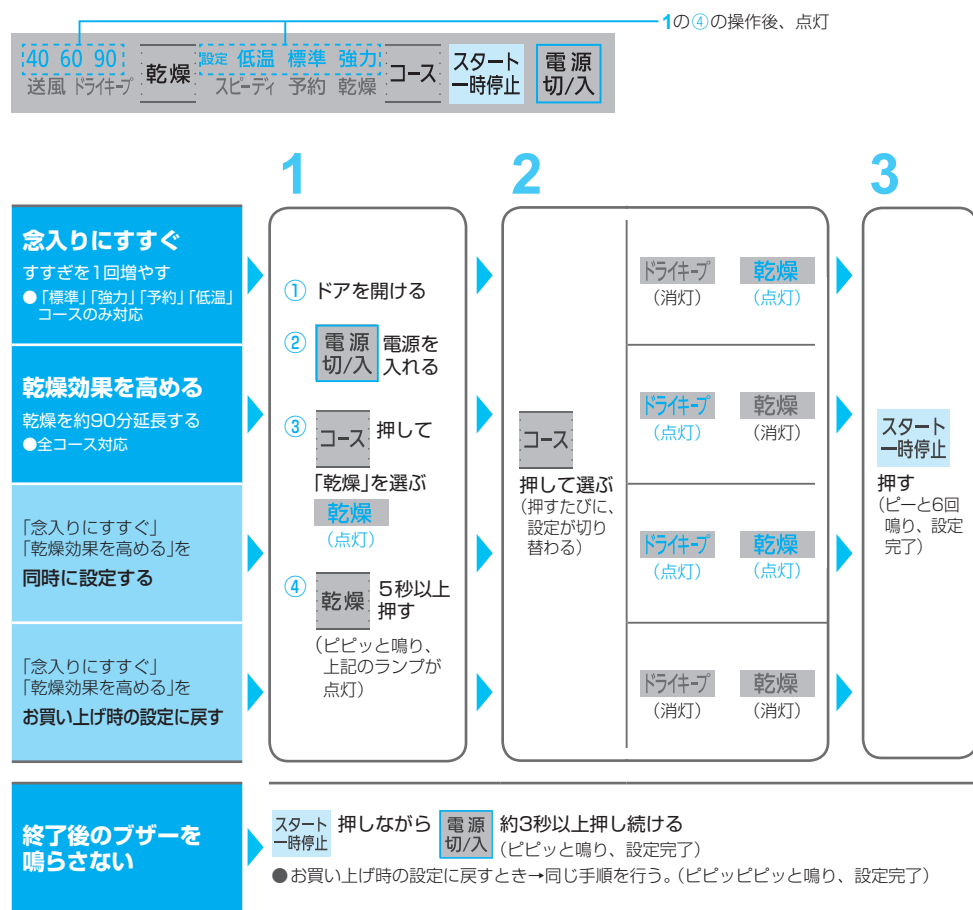 1の④の操作後、点灯
40 60 90 設定 低温 標準 強力
送風 ドライキープ 乾燥 スピーディ 予約 乾燥 コース スタート 一時停止 電源 切/入
1
2
3
念入りにすすぐ
すすぎを1回増やす
●「標準」「強力」「予約」「低温」
コースのみ対応
乾燥効果を高める
乾燥を約90分延長する
●全コース対応
「念入りにすすぐ」
「乾燥効果を高める」を
同時に設定する
「念入りにすすぐ」
「乾燥効果を高める」を
お買い上げ時の設定に戻す
① ドアを開ける
② 電源 切/入 電源を
入れる
③ コース 押して
「乾燥」を選ぶ
乾燥
(点灯)
④ 乾燥 5秒以上
押す
(ピピッと鳴り、
上記のランプが
点灯)
コース
押して選ぶ
(押すたびに、
設定が切り
替わる)
ドライキープ 乾燥
(消灯) (点灯)
ドライキープ 乾燥
(点灯) (消灯)
ドライキープ 乾燥
(点灯) (点灯)
ドライキープ 乾燥
(消灯) (消灯)
スタート
一時停止
押す
(ピーと6回
鳴り、設定
完了)
終了後のブザーを
鳴らさない
スタート 一時停止 押しながら 電源 切/入 約3秒以上押し続ける
(ピピッと鳴り、設定完了)
●お買い上げ時の設定に戻すとき→同じ手順を行う。(ピピッピピッと鳴り、設定完了)